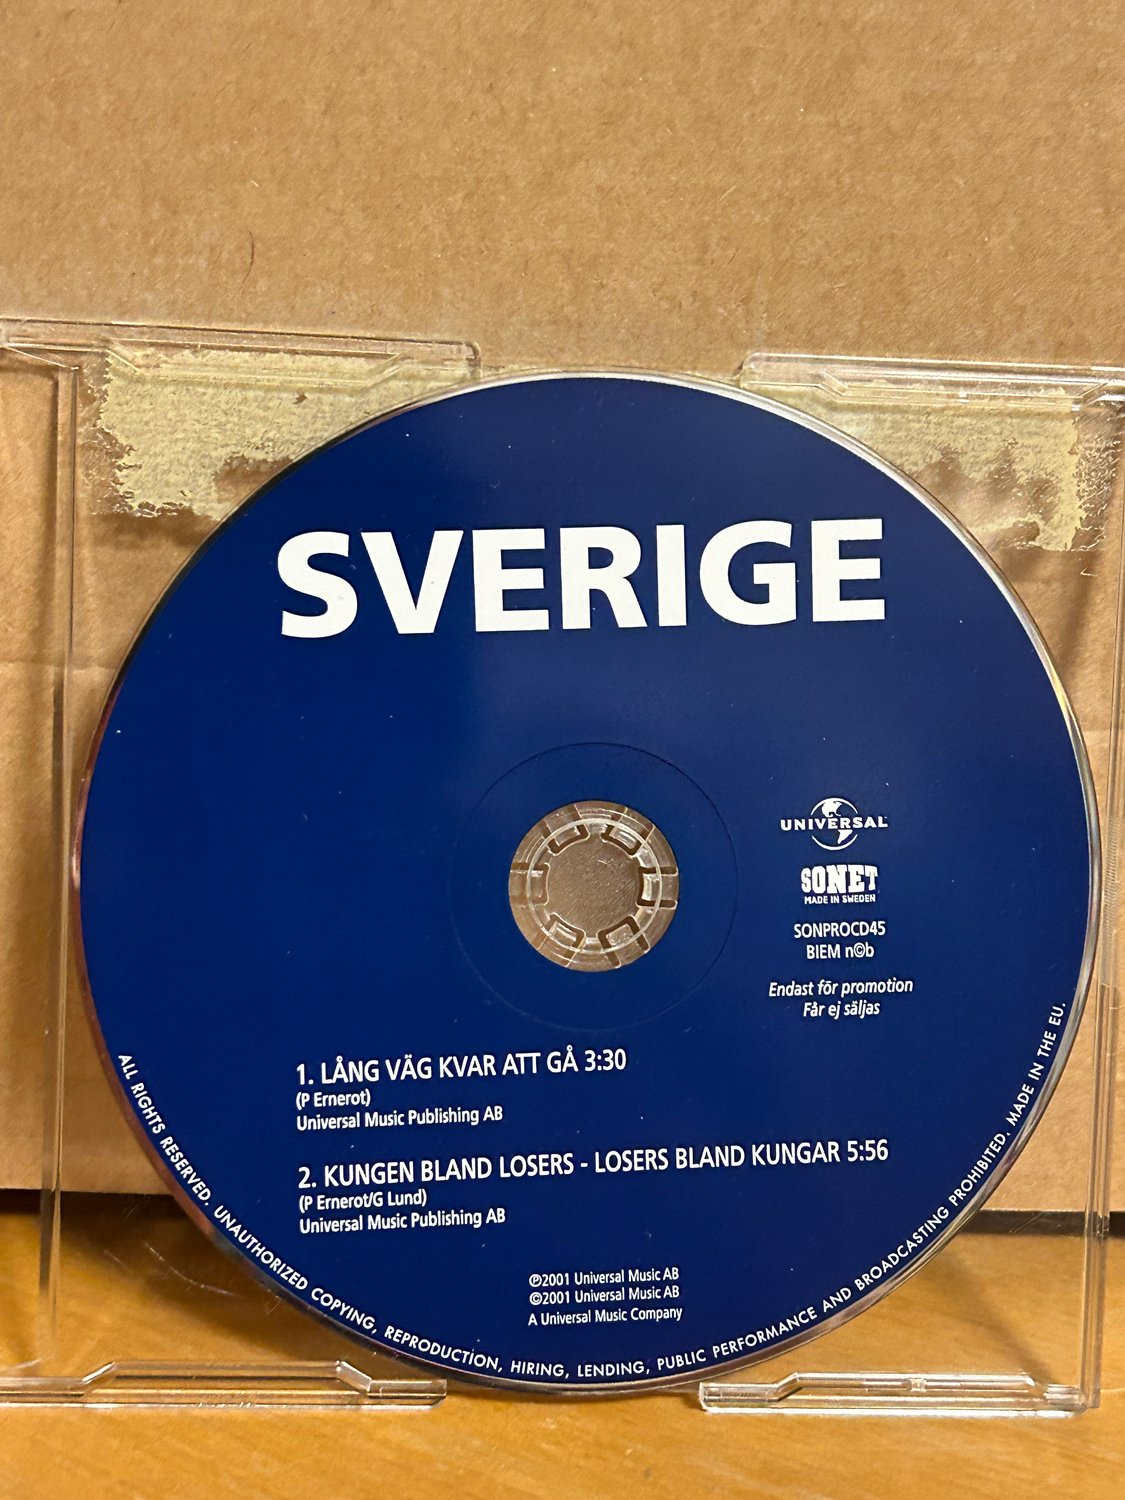 SVERIGE
UNIVERSAL
SONET
MADE IN SWEDEN
SONPROCD45
BIEM n©b
Endast för promotion
Får ej säljas
1. LÅNG VÄG KVAR ATT GÅ 3:30
(P Ernerot)
Universal Music Publishing AB
2. KUNGEN BLAND LOSERS - LOSERS BLAND KUNGAR 5:56
(P Ernerot/G Lund)
Universal Music Publishing AB
℗2001 Universal Music AB
©2001 Universal Music AB
A Universal Music Company
ALL RIGHTS RESERVED. UNAUTHORIZED COPYING, REPRODUCTION, HIRING, LENDING, PUBLIC PERFORMANCE AND BROADCASTING PROHIBITED. MADE IN THE EU.